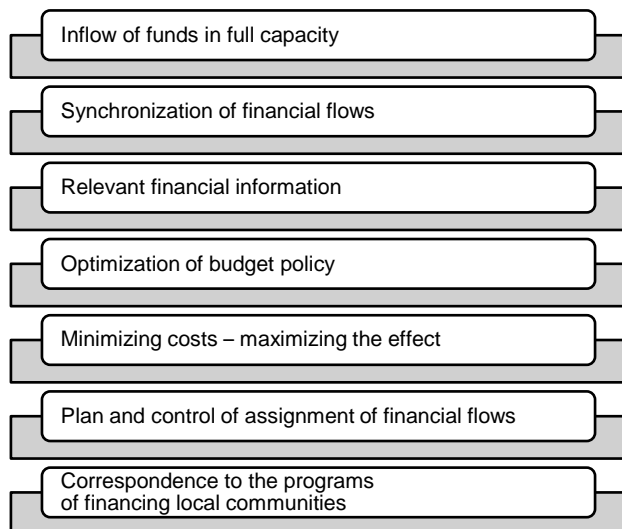 Inflow of funds in full capacity
Synchronization of financial flows
Relevant financial information
Optimization of budget policy
Minimizing costs – maximizing the effect
Plan and control of assignment of financial flows
Correspondence to the programs
of financing local communities